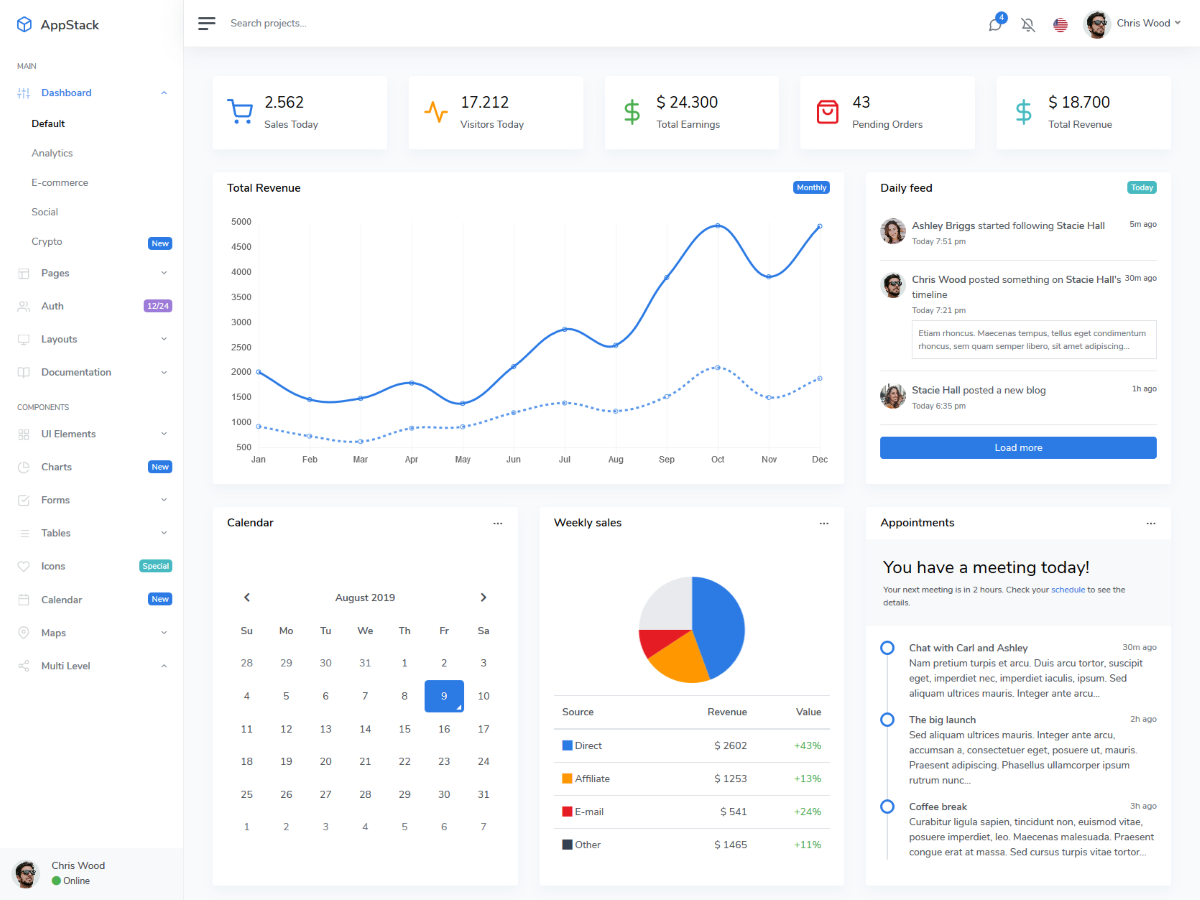 AppStack
MAIN
Dashboard
Default
Analytics
E-commerce
Social
Crypto New
Pages
Auth 12/24
Layouts
Documentation
COMPONENTS
UI Elements
Charts New
Forms
Tables
Icons Special
Calendar New
Maps
Multi Level
Chris Wood
Online
Search projects...
4
Chris Wood
2.562
Sales Today
17.212
Visitors Today
$ 24.300
Total Earnings
43
Pending Orders
$ 18.700
Total Revenue
Total Revenue Monthly
5000
4500
4000
3500
3000
2500
2000
1500
1000
500
Jan Feb Mar Apr May Jun Jul Aug Sep Oct Nov Dec
Daily feed Today
Ashley Briggs started following Stacie Hall 5m ago
Today 7:51 pm
Chris Wood posted something on Stacie Hall's 30m ago
timeline
Today 7:21 pm
Etiam rhoncus. Maecenas tempus, tellus eget condimentum
rhoncus, sem quam semper libero, sit amet adipiscing...
Stacie Hall posted a new blog 1h ago
Today 6:35 pm
Load more
Calendar ...
August 2019
Su Mo Tu We Th Fr Sa
28 29 30 31 1 2 3
4 5 6 7 8 9 10
11 12 13 14 15 16 17
18 19 20 21 22 23 24
25 26 27 28 29 30 31
1 2 3 4 5 6 7
Weekly sales ...
Source Revenue Value
Direct $ 2602 +43%
Affiliate $ 1253 +13%
E-mail $ 541 +24%
Other $ 1465 +11%
Appointments ...
You have a meeting today!
Your next meeting is in 2 hours. Check your schedule to see the
details.
Chat with Carl and Ashley 30m ago
Nam pretium turpis et arcu. Duis arcu tortor, suscipit
eget, imperdiet nec, imperdiet iaculis, ipsum. Sed
aliquam ultrices mauris. Integer ante arcu...
The big launch 2h ago
Sed aliquam ultrices mauris. Integer ante arcu,
accumsan a, consectetuer eget, posuere ut, mauris.
Praesent adipiscing. Phasellus ullamcorper ipsum
rutrum nunc...
Coffee break 3h ago
Curabitur ligula sapien, tincidunt non, euismod vitae,
posuere imperdiet, leo. Maecenas malesuada. Praesent
congue erat at massa. Sed cursus turpis vitae tortor...